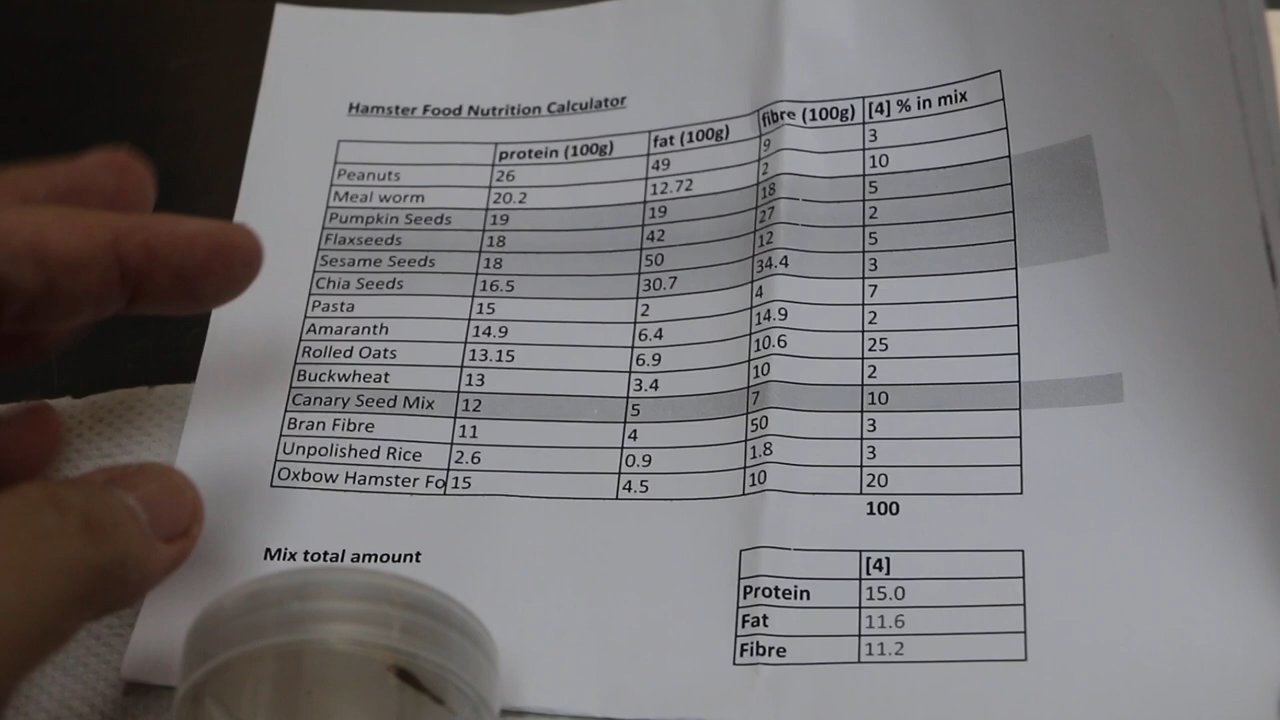 Hamster Food Nutrition Calculator
protein (100g) fat (100g) fibre (100g) [4] % in mix
Peanuts 26 49 9 3
Meal worm 20.2 12.72 2 10
Pumpkin Seeds 19 19 18 5
Flaxseeds 18 42 27 2
Sesame Seeds 18 50 12 5
Chia Seeds 16.5 30.7 34.4 3
Pasta 15 2 4 7
Amaranth 14.9 6.4 14.9 2
Rolled Oats 13.15 6.9 10.6 25
Buckwheat 13 3.4 10 2
Canary Seed Mix 12 5 7 10
Bran Fibre 11 4 50 3
Unpolished Rice 2.6 0.9 1.8 3
Oxbow Hamster Fo 15 4.5 10 20
100
Mix total amount
[4]
Protein 15.0
Fat 11.6
Fibre 11.2